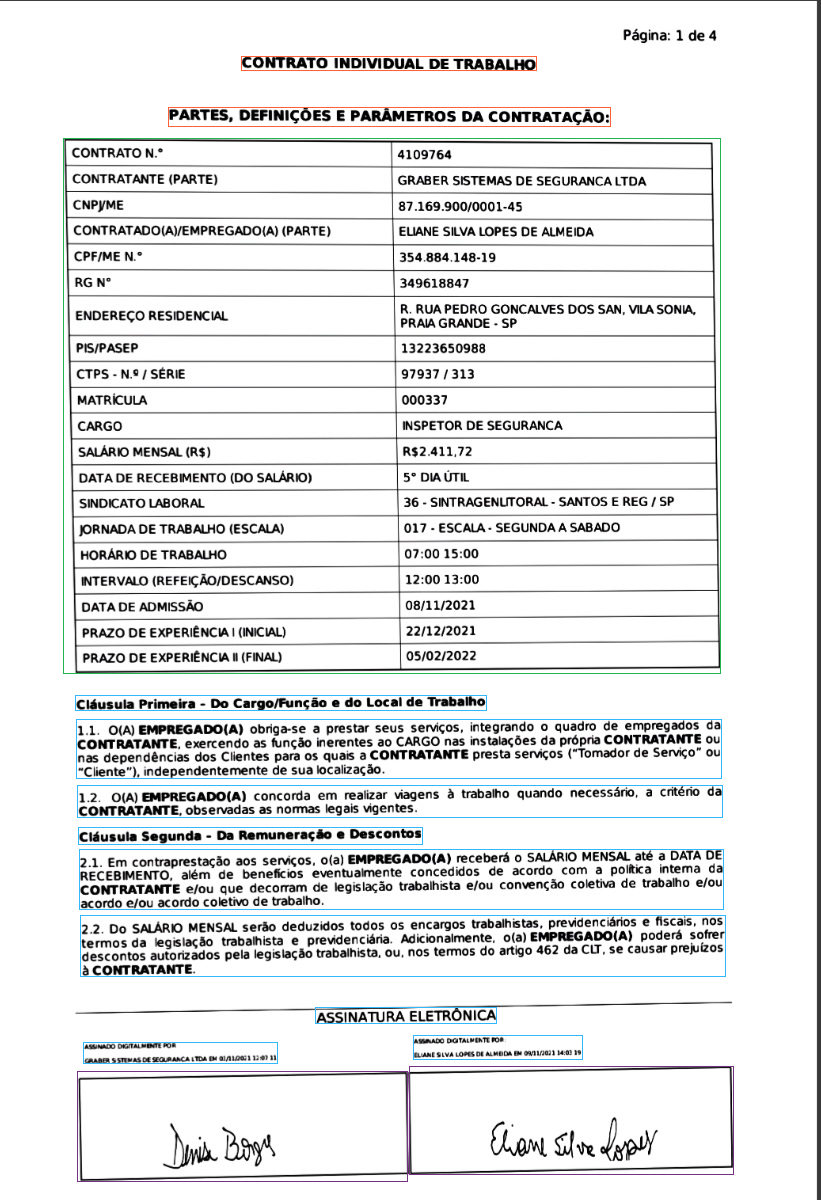 Página: 1 de 4
CONTRATO INDIVIDUAL DE TRABALHO
PARTES, DEFINIÇÕES E PARÂMETROS DA CONTRATAÇÃO:
CONTRATO N.° 4109764
CONTRATANTE (PARTE) GRABER SISTEMAS DE SEGURANCA LTDA
CNPJ/ME 87.169.900/0001-45
CONTRATADO(A)/EMPREGADO(A) (PARTE) ELIANE SILVA LOPES DE ALMEIDA
CPF/ME N.° 354.884.148-19
RG N° 349618847
ENDEREÇO RESIDENCIAL R. RUA PEDRO GONCALVES DOS SAN, VILA SONIA,
PRAIA GRANDE - SP
PIS/PASEP 13223650988
CTPS - N.º / SÉRIE 97937 / 313
MATRÍCULA 000337
CARGO INSPETOR DE SEGURANCA
SALÁRIO MENSAL (R$) R$2.411,72
DATA DE RECEBIMENTO (DO SALÁRIO) 5° DIA ÚTIL
SINDICATO LABORAL 36 - SINTRAGENLITORAL - SANTOS E REG / SP
JORNADA DE TRABALHO (ESCALA) 017 - ESCALA - SEGUNDA A SABADO
HORÁRIO DE TRABALHO 07:00 15:00
INTERVALO (REFEIÇÃO/DESCANSO) 12:00 13:00
DATA DE ADMISSÃO 08/11/2021
PRAZO DE EXPERIÊNCIA I (INICIAL) 22/12/2021
PRAZO DE EXPERIÊNCIA II (FINAL) 05/02/2022
Cláusula Primeira - Do Cargo/Função e do Local de Trabalho
1.1. O(A) EMPREGADO(A) obriga-se a prestar seus serviços, integrando o quadro de empregados da
CONTRATANTE, exercendo as função inerentes ao CARGO nas instalações da própria CONTRATANTE ou
nas dependências dos Clientes para os quais a CONTRATANTE presta serviços ("Tomador de Serviço" ou
"Cliente"), independentemente de sua localização.
1.2. O(A) EMPREGADO(A) concorda em realizar viagens à trabalho quando necessário, a critério da
CONTRATANTE, observadas as normas legais vigentes.
Cláusula Segunda - Da Remuneração e Descontos
2.1. Em contraprestação aos serviços, o(a) EMPREGADO(A) receberá o SALÁRIO MENSAL até a DATA DE
RECEBIMENTO, além de benefícios eventualmente concedidos de acordo com a política interna da
CONTRATANTE e/ou que decorram de legislação trabalhista e/ou convenção coletiva de trabalho e/ou
acordo e/ou acordo coletivo de trabalho.
2.2. Do SALÁRIO MENSAL serão deduzidos todos os encargos trabalhistas, previdenciários e fiscais, nos
termos da legislação trabalhista e previdenciária. Adicionalmente, o(a) EMPREGADO(A) poderá sofrer
descontos autorizados pela legislação trabalhista, ou, nos termos do artigo 462 da CLT, se causar prejuízos
à CONTRATANTE.
ASSINATURA ELETRÔNICA
ASSINADO DIGITALMENTE POR:
GRABER SISTEMAS DE SEGURANCA LTDA EM
ASSINADO DIGITALMENTE POR:
ELIANE SILVA LOPES DE ALMEIDA EM 09/11/2021 14:03:19
Denise Borges
Eliane Silva Lopes